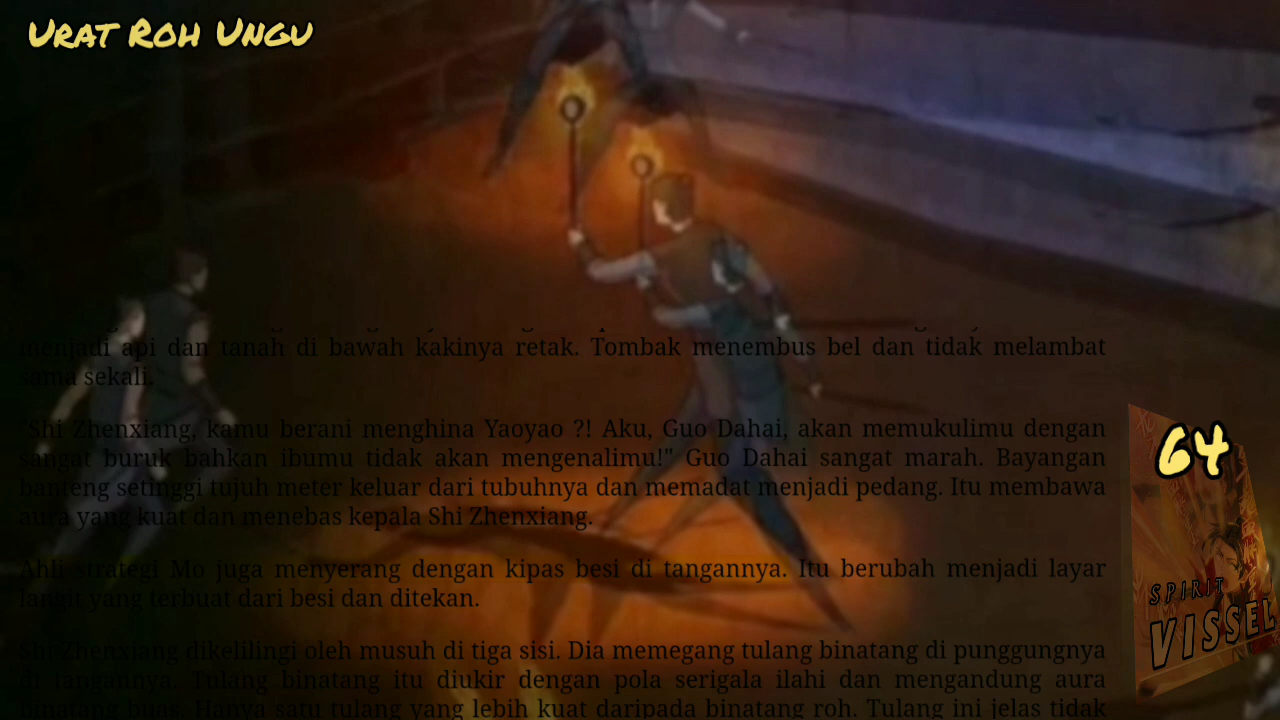 Urat Roh Ungu
menjadi api dan tanah di bawah kakinya retak. Tombak menembus bel dan tidak melambat
sama sekali.
"Shi Zhenxiang, kamu berani menghina Yaoyao ?! Aku, Guo Dahai, akan memukulimu dengan
sangat buruk bahkan ibumu tidak akan mengenalimu!" Guo Dahai sangat marah. Bayangan
banteng setinggi tujuh meter keluar dari tubuhnya dan memadat menjadi pedang. Itu membawa
aura yang kuat dan menebas kepala Shi Zhenxiang.
Ahli strategi Mo juga menyerang dengan kipas besi di tangannya. Itu berubah menjadi layar
langit yang terbuat dari besi dan ditekan.
Shi Zhenxiang dikelilingi oleh musuh di tiga sisi. Dia memegang tulang binatang di punggungnya
di tangannya. Tulang binatang itu diukir dengan pola serigala ilahi dan mengandung aura
binatang buas. Hanya satu tulang yang lebih kuat daripada binatang roh. Tulang ini jelas tidak
64
SPIRIT
VISSEL